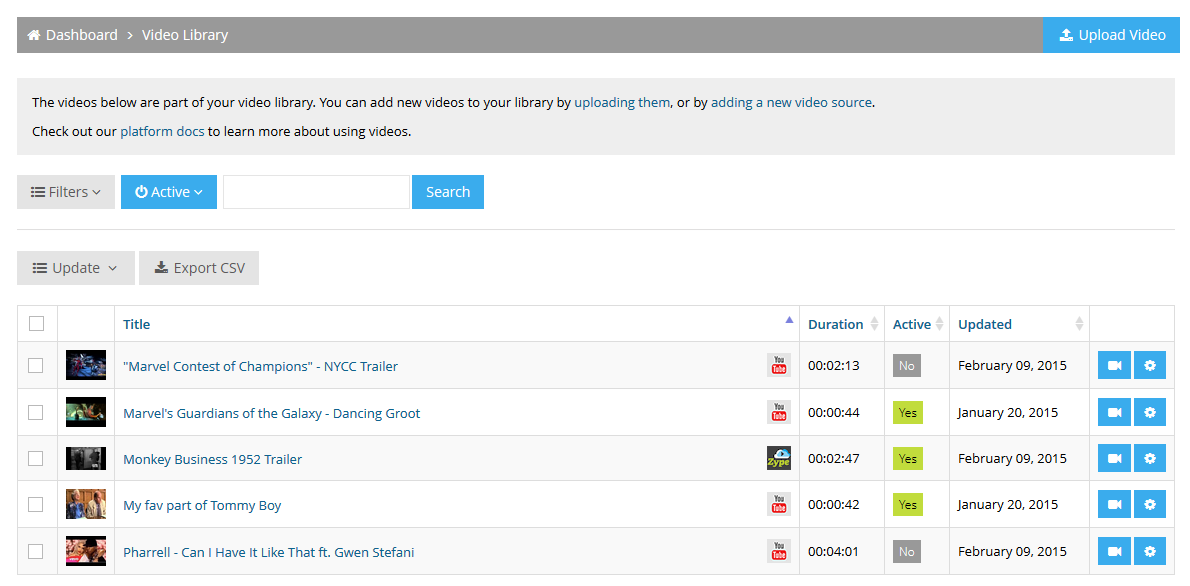 Dashboard > Video Library
Upload Video
The videos below are part of your video library. You can add new videos to your library by uploading them, or by adding a new video source.
Check out our platform docs to learn more about using videos.
Filters
Active
Search
Update
Export CSV
Title Duration Active Updated
"Marvel Contest of Champions" - NYCC Trailer You Tube 00:02:13 No February 09, 2015
Marvel's Guardians of the Galaxy - Dancing Groot You Tube 00:00:44 Yes January 20, 2015
Monkey Business 1952 Trailer Zype 00:02:47 Yes February 09, 2015
My fav part of Tommy Boy You Tube 00:00:42 Yes January 20, 2015
Pharrell - Can I Have It Like That ft. Gwen Stefani You Tube 00:04:01 No February 09, 2015